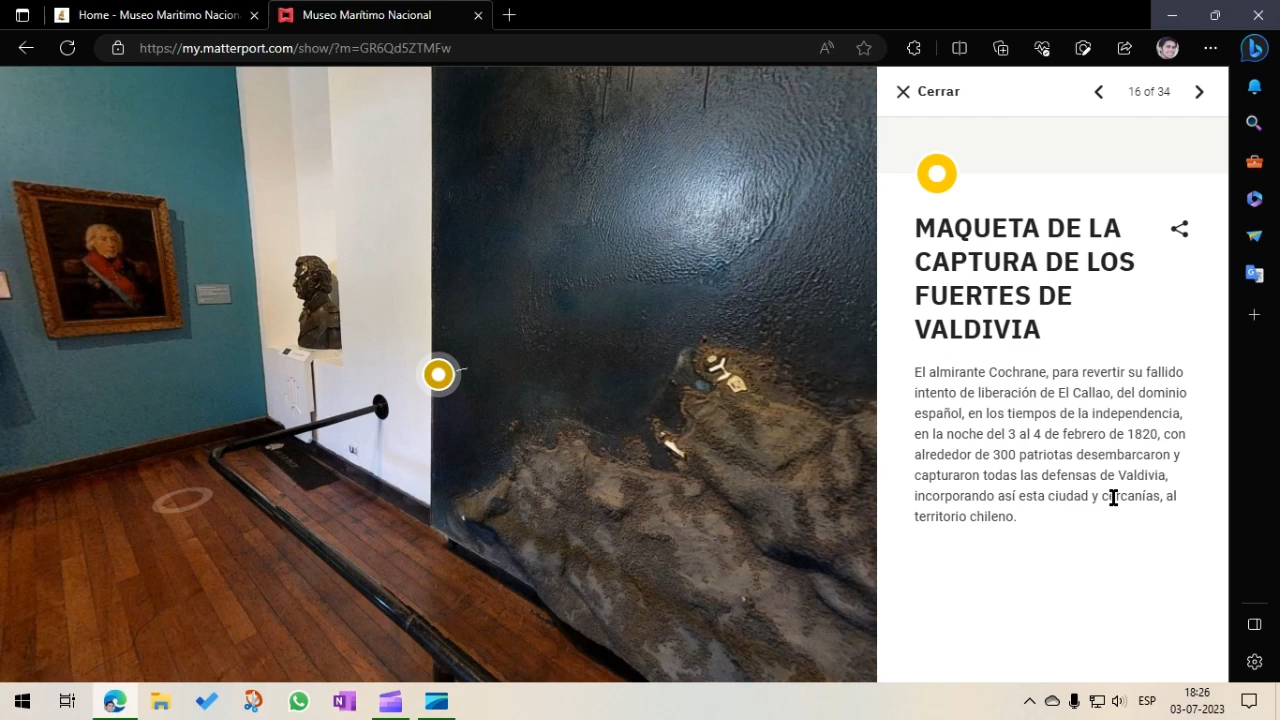 Home - Museo Maritimo Nacion
Museo Marítimo Nacional
https://my.matterport.com/show/?m=GR6Qd5ZTMFw
Cerrar
16 of 34
MAQUETA DE LA
CAPTURA DE LOS
FUERTES DE
VALDIVIA
El almirante Cochrane, para revertir su fallido
intento de liberación de El Callao, del dominio
español, en los tiempos de la independencia,
en la noche del 3 al 4 de febrero de 1820, con
alrededor de 300 patriotas desembarcaron y
capturaron todas las defensas de Valdivia,
incorporando así esta ciudad y cercanías, al
territorio chileno.
ESP
18:26
03-07-2023